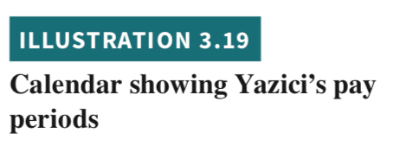 ILLUSTRATION 3.19
Calendar showing Yazici’s pay
periods